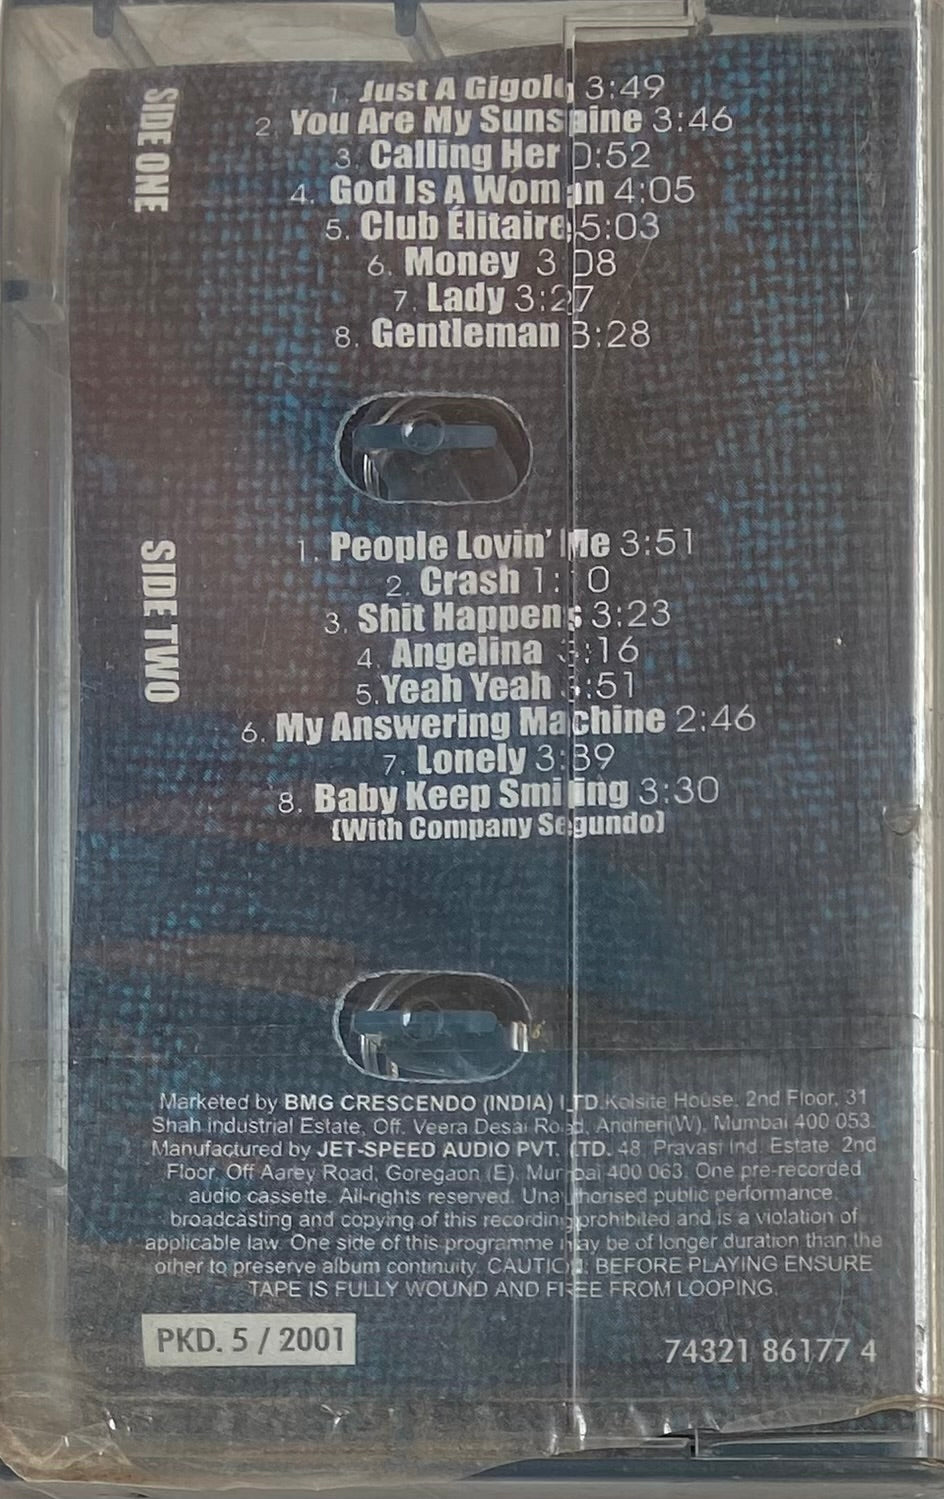 SIDE ONE
1. Just A Gigolo 3:49
2. You Are My Sunshine 3:46
3. Calling Her 0:52
4. God Is A Woman 4:05
5. Club Élitaire 5:03
6. Money 3:08
7. Lady 3:27
8. Gentleman 3:28
SIDE TWO
1. People Lovin' Me 3:51
2. Crash
3. Shit Happens 3:23
4. Angelina
5. Yeah Yeah
6. My Answering Machine 2:46
7. Lonely 3:39
8. Baby Keep Smiling 3:30
(With Company Segundo)
Marketed by BMG CRESCENDO (INDIA) LTD. Kolsite House, 2nd Floor, 31
Shah Industrial Estate, Off. Veera Desai Road, Andheri(W), Mumbai 400 053.
Manufactured by JET-SPEED AUDIO PVT. LTD. 48, Pravasi Ind. Estate, 2nd
Floor, Off Aarey Road, Goregaon (E), Mumbai 400 063. One pre-recorded
audio cassette. All rights reserved. Unauthorised public performance,
broadcasting and copying of this recording prohibited and is a violation of
applicable law. One side of this programme may be of longer duration than the
other to preserve album continuity. CAUTION: BEFORE PLAYING ENSURE
TAPE IS FULLY WOUND AND FREE FROM LOOPING.
PKD. 5 / 2001
74321 86177 4